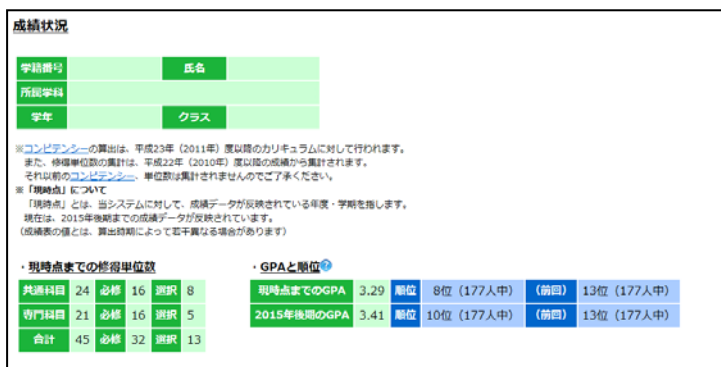 成績状況
学籍番号 氏名
所属学科
学年 クラス
※コンピテンシーの算出は、平成23年（2011年）度以降のカリキュラムに対して行われます。
また、修得単位数の集計は、平成22年（2010年）度以降の成績から集計されます。
それ以前のコンピテンシー、単位数は集計されませんのでご了承ください。
※「現時点」について
「現時点」とは、当システムに対して、成績データが反映されている年度・学期を指します。
現在は、2015年後期までの成績データが反映されています。
（成績表の値とは、算出時期によって若干異なる場合があります）
・現時点までの修得単位数
共通科目 24 必修 16 選択 8
専門科目 21 必修 16 選択 5
合計 45 必修 32 選択 13
・GPAと順位?
現時点までのGPA 3.29 順位 8位（177人中） （前回） 13位（177人中）
2015年後期のGPA 3.41 順位 10位（177人中） （前回） 13位（177人中）